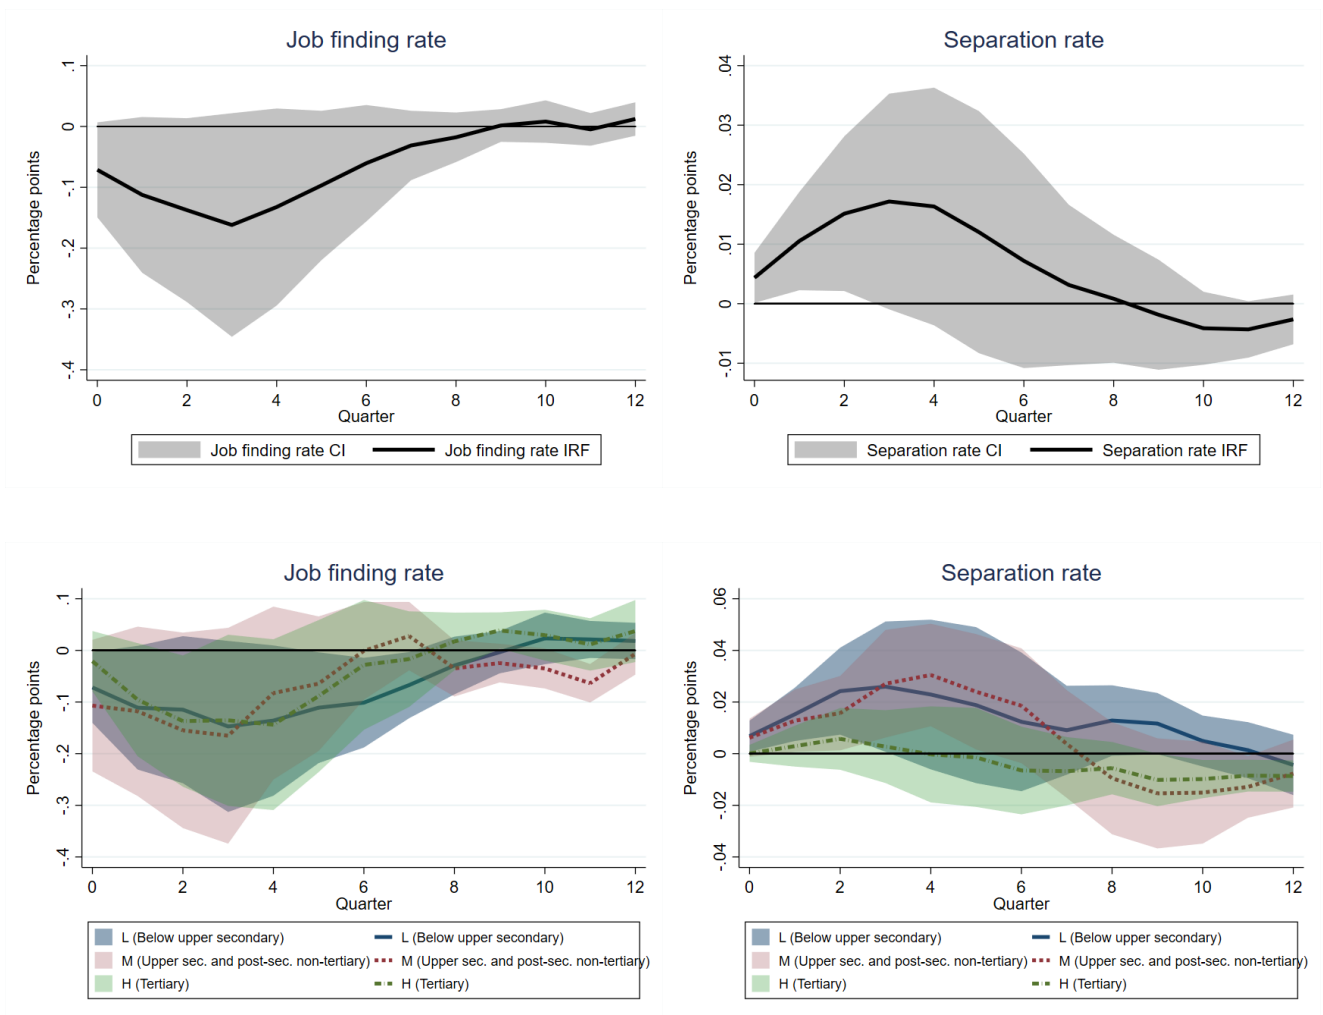 Job finding rate
Percentage points
.1
0
-.1
-.2
-.3
-.4
0 2 4 6 8 10 12
Quarter
Job finding rate CI Job finding rate IRF
Separation rate
Percentage points
.04
.03
.02
.01
0
-.01
0 2 4 6 8 10 12
Quarter
Separation rate CI Separation rate IRF
Job finding rate
Percentage points
.1
0
-.1
-.2
-.3
-.4
0 2 4 6 8 10 12
Quarter
L (Below upper secondary) L (Below upper secondary)
M (Upper sec. and post-sec. non-tertiary) M (Upper sec. and post-sec. non-tertiary)
H (Tertiary) H (Tertiary)
Separation rate
Percentage points
.06
.04
.02
0
-.02
-.04
0 2 4 6 8 10 12
Quarter
L (Below upper secondary) L (Below upper secondary)
M (Upper sec. and post-sec. non-tertiary) M (Upper sec. and post-sec. non-tertiary)
H (Tertiary) H (Tertiary)